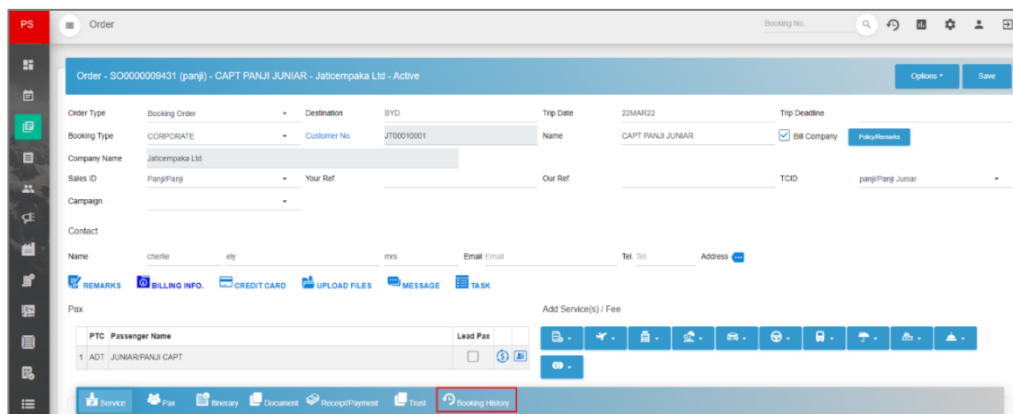 PS Order Booking No.
Order - SO0000009431 (panji) - CAPT PANJI JUNIAR - Jaticempaka Ltd - Active Options Save
Order Type Booking Order Destination SYD Trip Date 22MAR22 Trip Deadline
Booking Type CORPORATE Customer No. JT00010001 Name CAPT PANJI JUNIAR Bill Company Policy/Remarks
Company Name Jaticempaka Ltd
Sales ID Panji/Panji Your Ref. Our Ref. TCID panji/Panji Juniar
Campaign
Contact
Name cherlie ely mrs Email Email Tel. Tel. Address
REMARKS BILLING INFO. CREDIT CARD UPLOAD FILES MESSAGE TASK
Pax Add Service(s) / Fee
PTC Passenger Name Lead Pax
1 ADT JUNIAR/PANJI CAPT
Service Pax Itinerary Document Receipt/Payment Trust Booking History